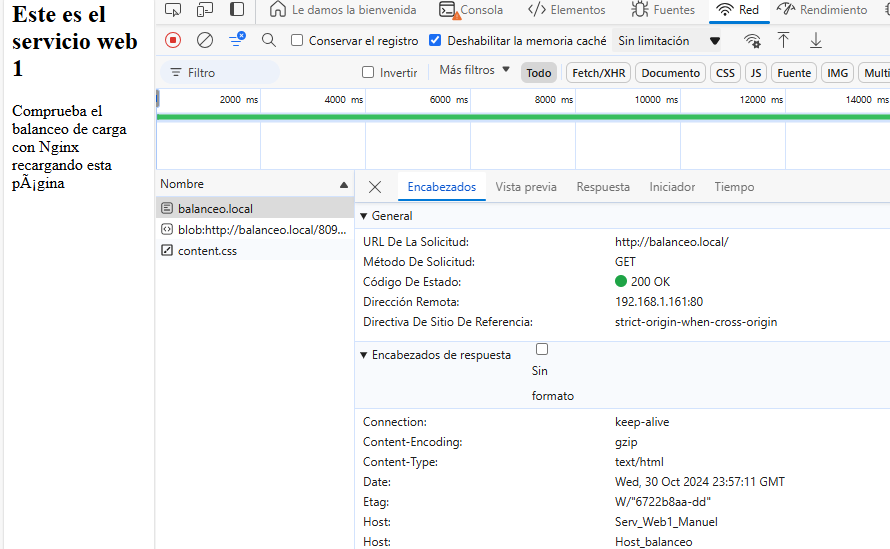 Este es el
servicio web
1
Comprueba el
balanceo de carga
con Nginx
recargando esta
pÃ¡gina
Le damos la bienvenida Consola Elementos Fuentes Red Rendimiento
Conservar el registro Deshabilitar la memoria caché Sin limitación
Filtro Invertir Más filtros Todo Fetch/XHR Documento CSS JS Fuente IMG Multi
2000 ms 4000 ms 6000 ms 8000 ms 10000 ms 12000 ms 14000 ms
Nombre
balanceo.local
blob:http://balanceo.local/809...
content.css
Encabezados Vista previa Respuesta Iniciador Tiempo
General
URL De La Solicitud: http://balanceo.local/
Método De Solicitud: GET
Código De Estado: 200 OK
Dirección Remota: 192.168.1.161:80
Directiva De Sitio De Referencia: strict-origin-when-cross-origin
Encabezados de respuesta
Sin
formato
Connection: keep-alive
Content-Encoding: gzip
Content-Type: text/html
Date: Wed, 30 Oct 2024 23:57:11 GMT
Etag: W/"6722b8aa-dd"
Host: Serv_Web1_Manuel
Host: Host_balanceo